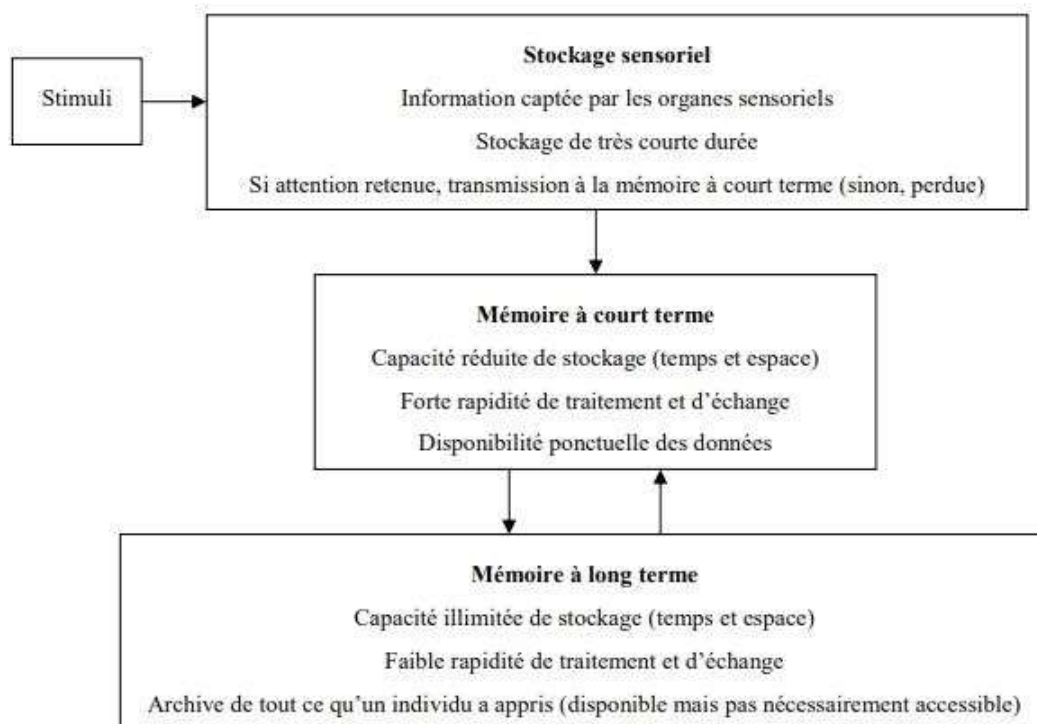 Stimuli
Stockage sensoriel
Information captée par les organes sensoriels
Stockage de très courte durée
Si attention retenue, transmission à la mémoire à court terme (sinon, perdue)
Mémoire à court terme
Capacité réduite de stockage (temps et espace)
Forte rapidité de traitement et d'échange
Disponibilité ponctuelle des données
Mémoire à long terme
Capacité illimitée de stockage (temps et espace)
Faible rapidité de traitement et d'échange
Archive de tout ce qu'un individu a appris (disponible mais pas nécessairement accessible)